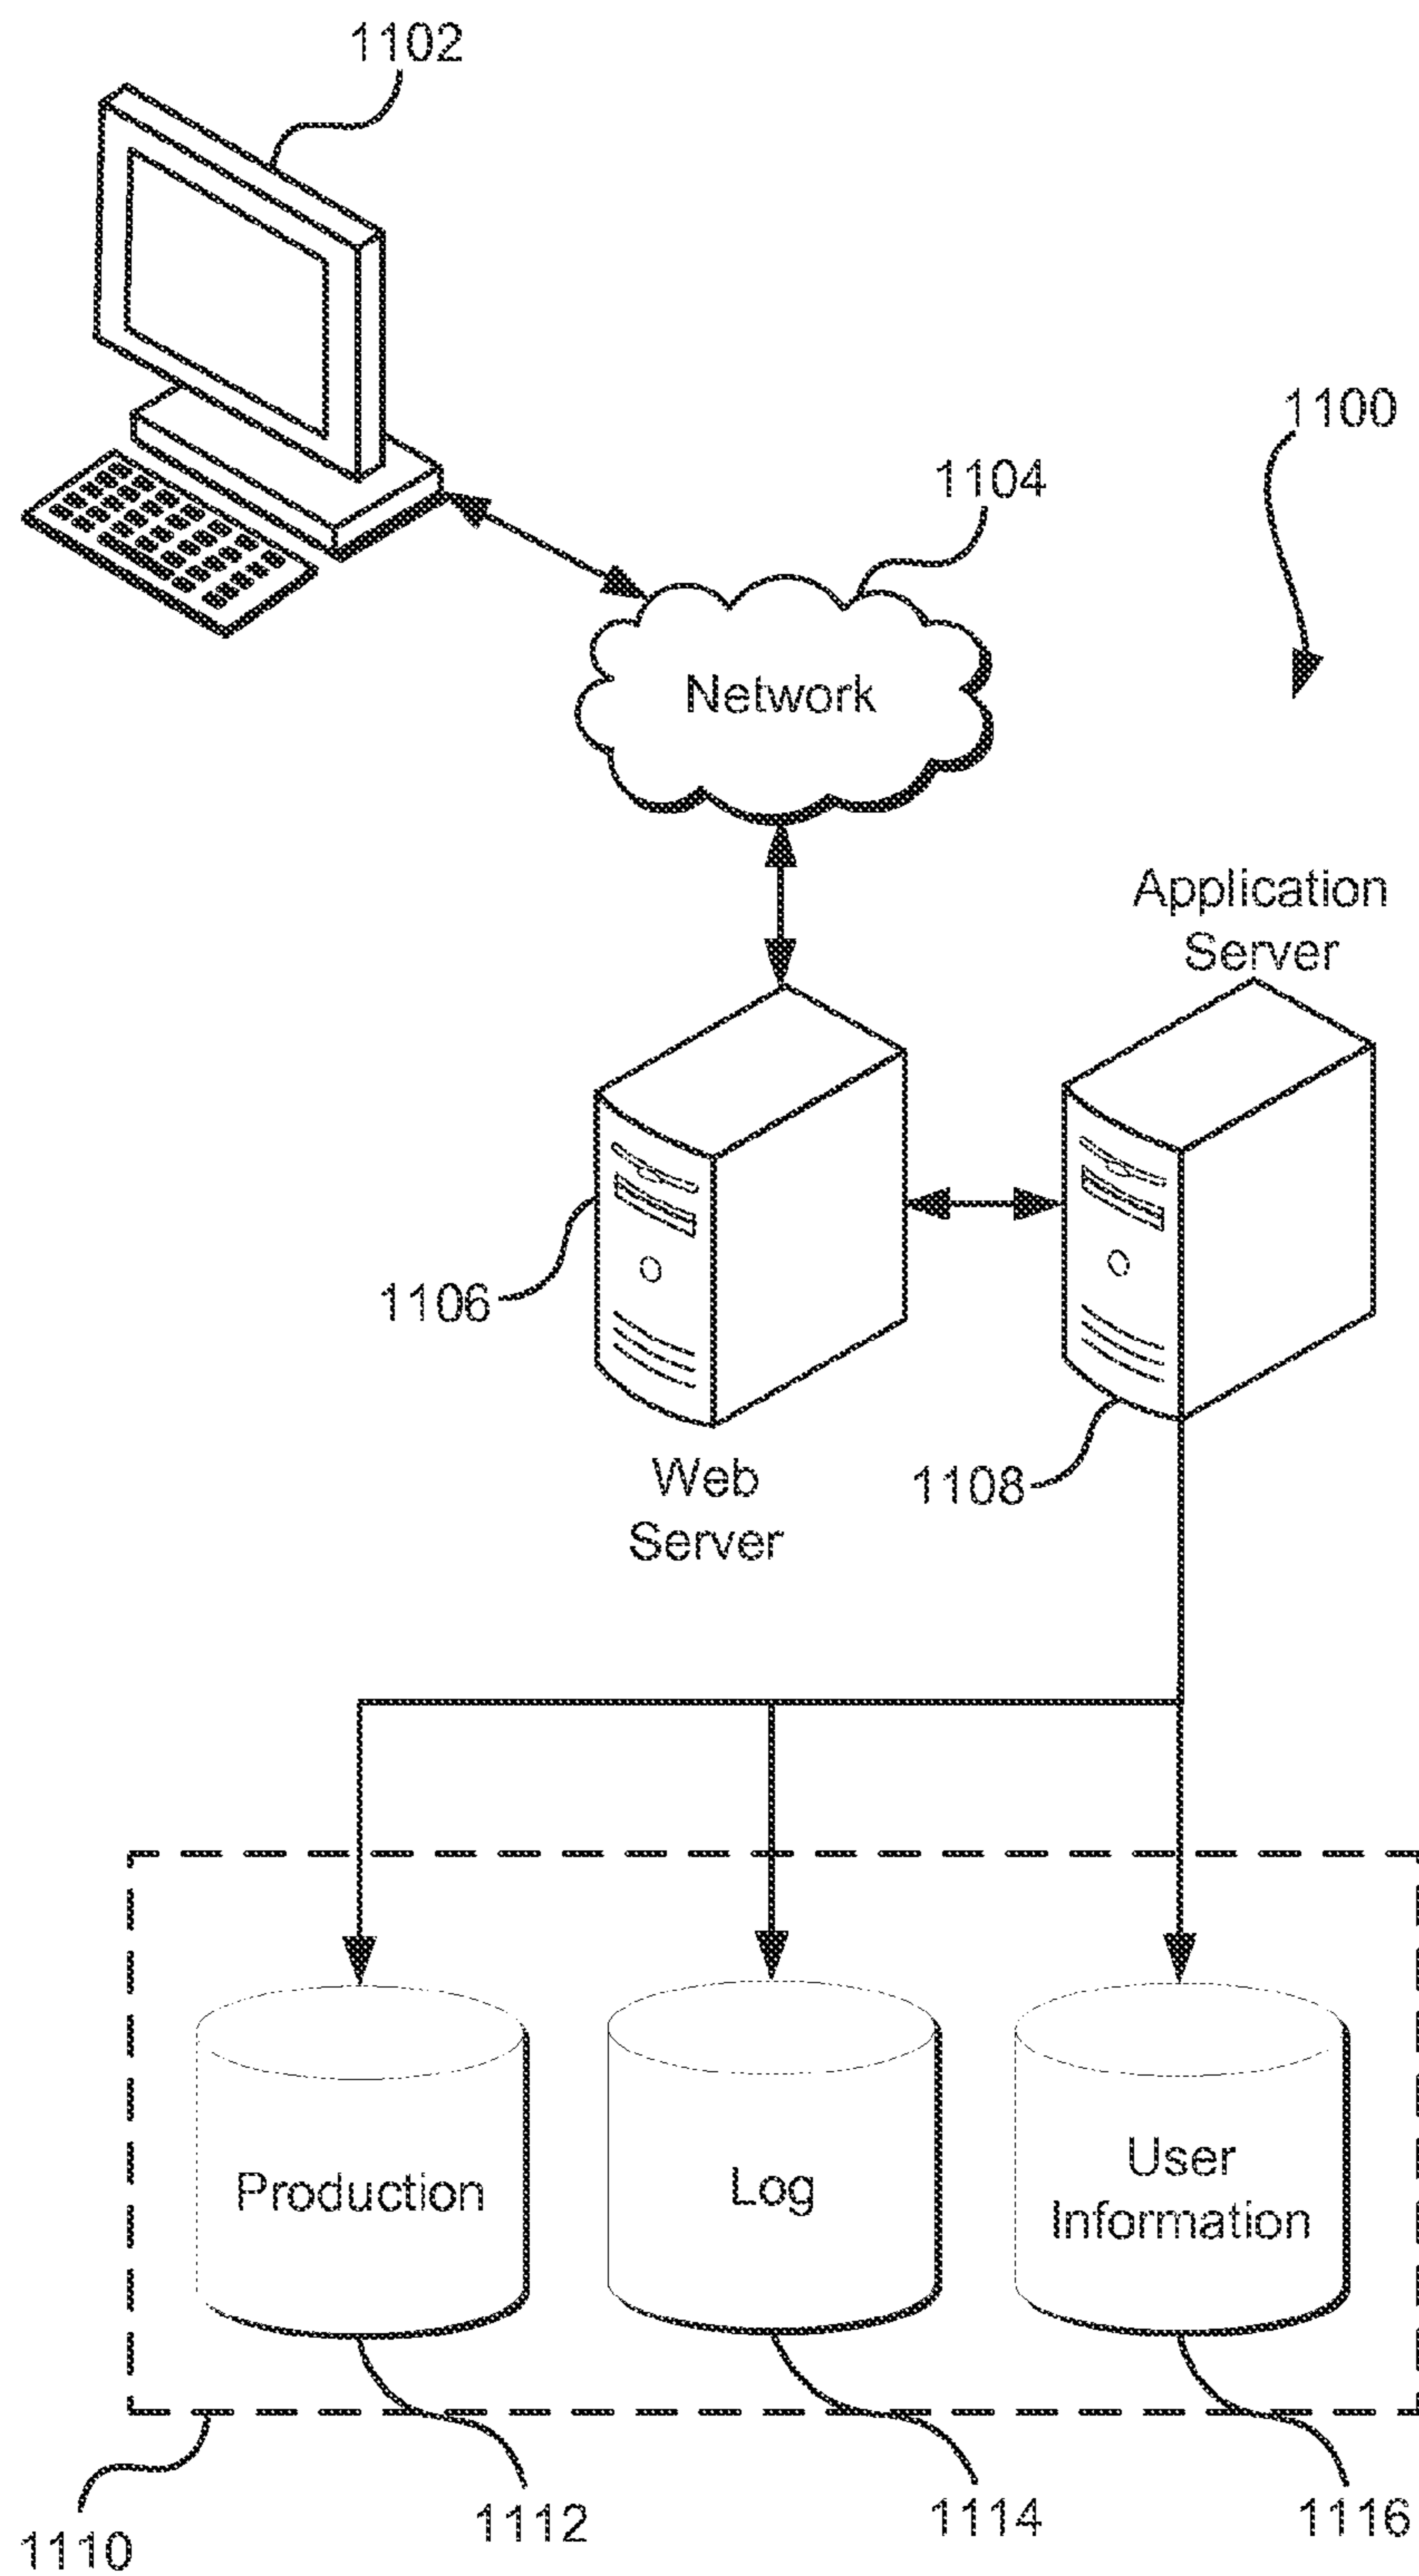 1102
1100
1104
Network
Application
Server
1106
Web
Server
1108
Production
Log
User
Information
1110
1112
1114
1116